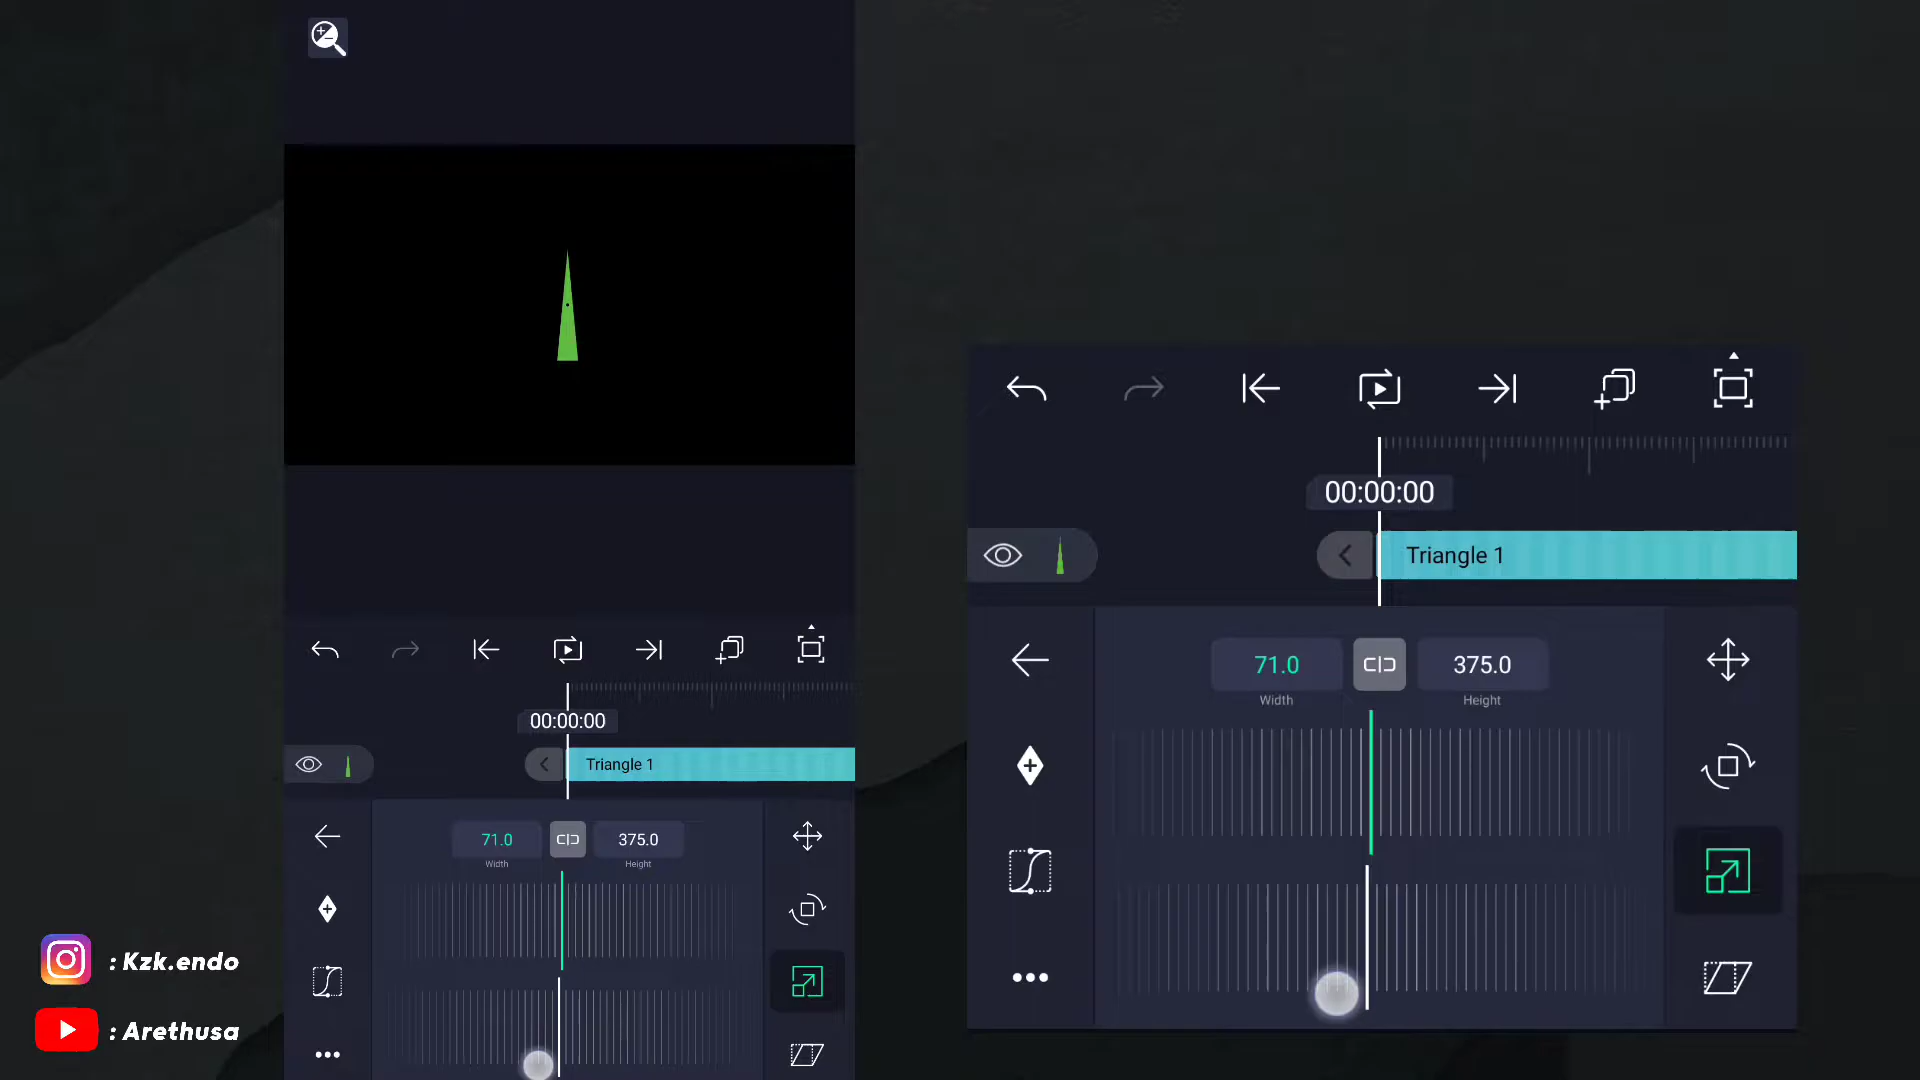 00:00:00
Triangle 1
71.0
375.0
Width
Height
00:00:00
Triangle 1
71.0
375.0
Width
Height
: Kzk.endo
: Arethusa